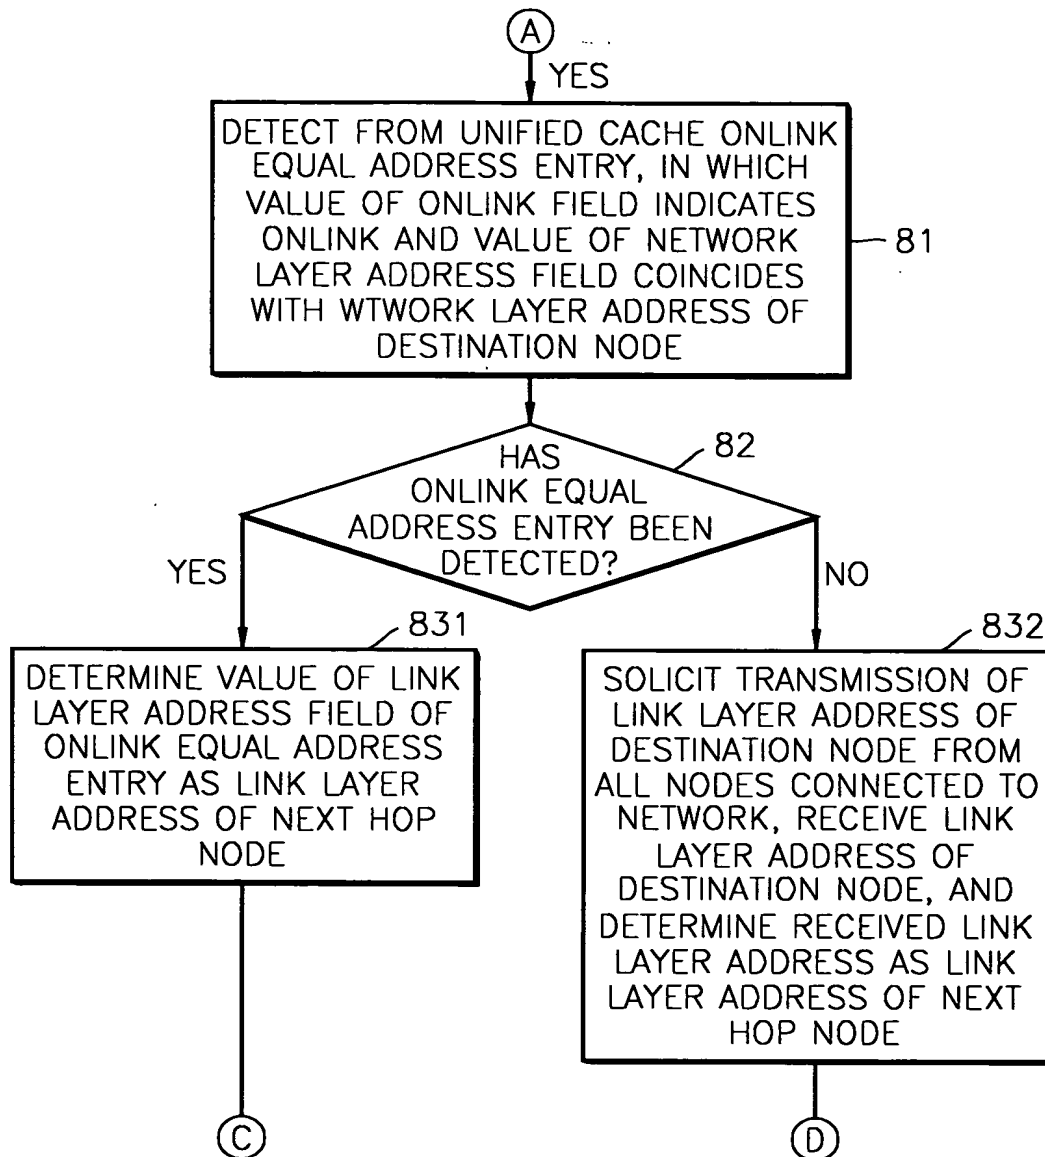 A
YES
DETECT FROM UNIFIED CACHE ONLINK
EQUAL ADDRESS ENTRY, IN WHICH
VALUE OF ONLINK FIELD INDICATES
ONLINK AND VALUE OF NETWORK
LAYER ADDRESS FIELD COINCIDES
WITH WTWORK LAYER ADDRESS OF
DESTINATION NODE
81
HAS
ONLINK EQUAL
ADDRESS ENTRY BEEN
DETECTED?
82
YES
NO
831
DETERMINE VALUE OF LINK
LAYER ADDRESS FIELD OF
ONLINK EQUAL ADDRESS
ENTRY AS LINK LAYER
ADDRESS OF NEXT HOP
NODE
832
SOLICIT TRANSMISSION OF
LINK LAYER ADDRESS OF
DESTINATION NODE FROM
ALL NODES CONNECTED TO
NETWORK, RECEIVE LINK
LAYER ADDRESS OF
DESTINATION NODE, AND
DETERMINE RECEIVED LINK
LAYER ADDRESS AS LINK
LAYER ADDRESS OF NEXT
HOP NODE
C
D